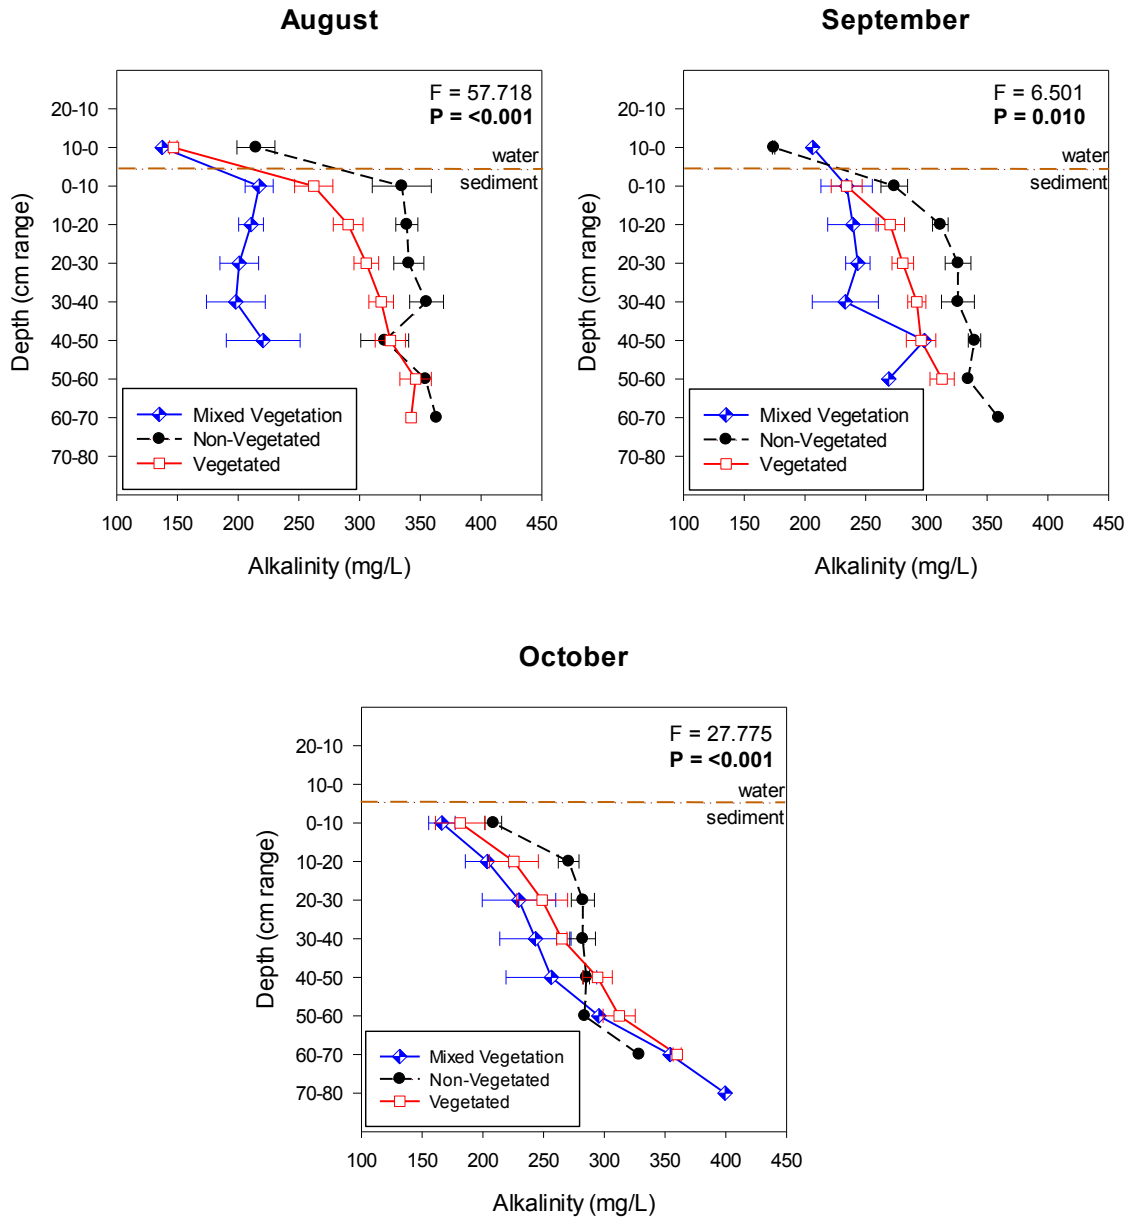 August
F = 57.718
P = <0.001
20-10
10-0
0-10
10-20
20-30
30-40
40-50
50-60
60-70
70-80
Depth (cm range)
water
sediment
Mixed Vegetation
Non-Vegetated
Vegetated
100 150 200 250 300 350 400 450
Alkalinity (mg/L)
September
F = 6.501
P = 0.010
20-10
10-0
0-10
10-20
20-30
30-40
40-50
50-60
60-70
70-80
Depth (cm range)
water
sediment
Mixed Vegetation
Non-Vegetated
Vegetated
100 150 200 250 300 350 400 450
Alkalinity (mg/L)
October
F = 27.775
P = <0.001
20-10
10-0
0-10
10-20
20-30
30-40
40-50
50-60
60-70
70-80
Depth (cm range)
water
sediment
Mixed Vegetation
Non-Vegetated
Vegetated
100 150 200 250 300 350 400 450
Alkalinity (mg/L)